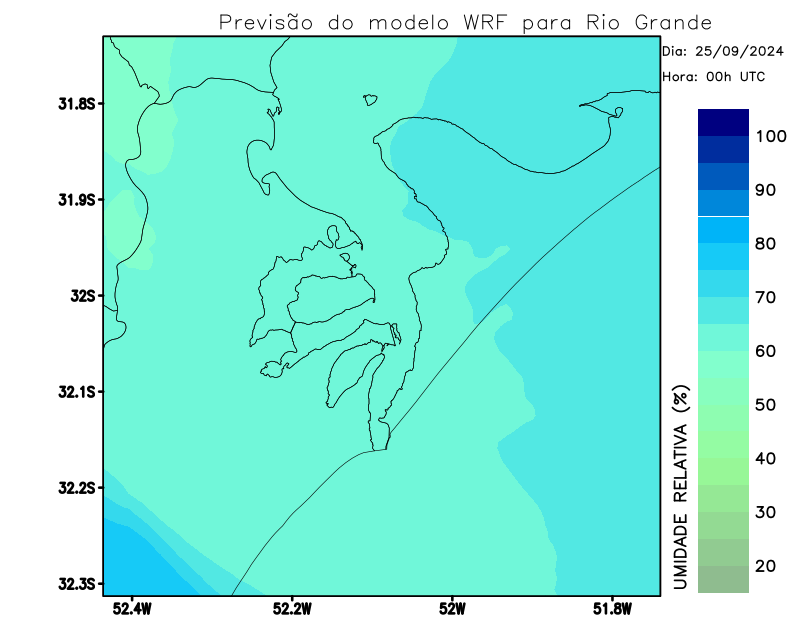 Previsão do modelo WRF para Rio Grande
Dia: 25/09/2024
Hora: 00h UTC
31.8S
31.9S
32S
32.1S
32.2S
32.3S
52.4W
52.2W
52W
51.8W
100
90
80
70
60
50
40
30
20
UMIDADE RELATIVA (%)